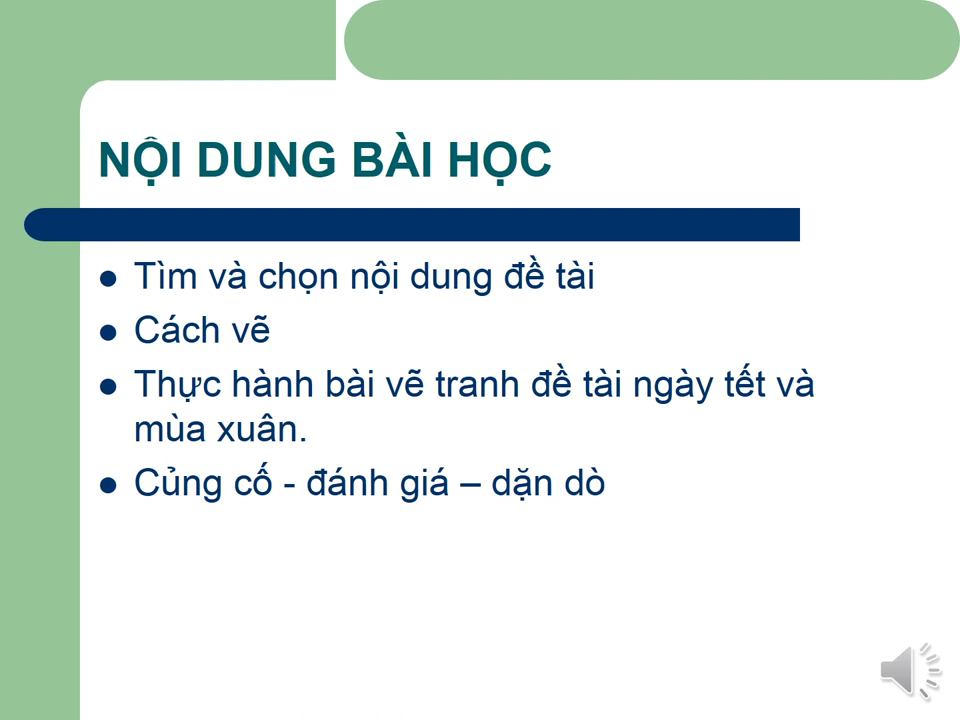 NỘI DUNG BÀI HỌC
Tìm và chọn nội dung đề tài
Cách vẽ
Thực hành bài vẽ tranh đề tài ngày tết và
mùa xuân.
Củng cố - đánh giá – dặn dò